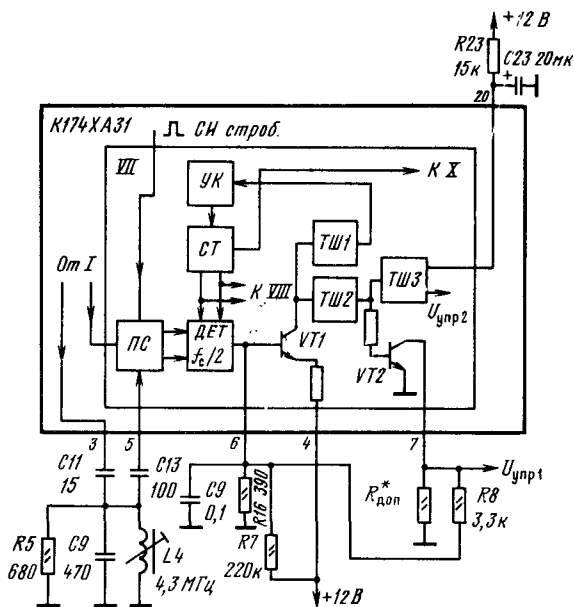 +12 В
R23
15к
C23 20мк
+
20
К174ХА31
СИ строб.
VII
УК
К X
От I
СТ
ТШ1
ТШ2
ТШ3
К VIII
Uупр2
ПС
ДЕТ
fc/2
VT1
VT2
3
5
6
4
7
C11
15
C13
100
C9
0,1
R16 390
R7
220к
Rдоп*
R8
3,3к
Uупр1
R5
680
C9
470
L4
4,3 МГц
+12 В